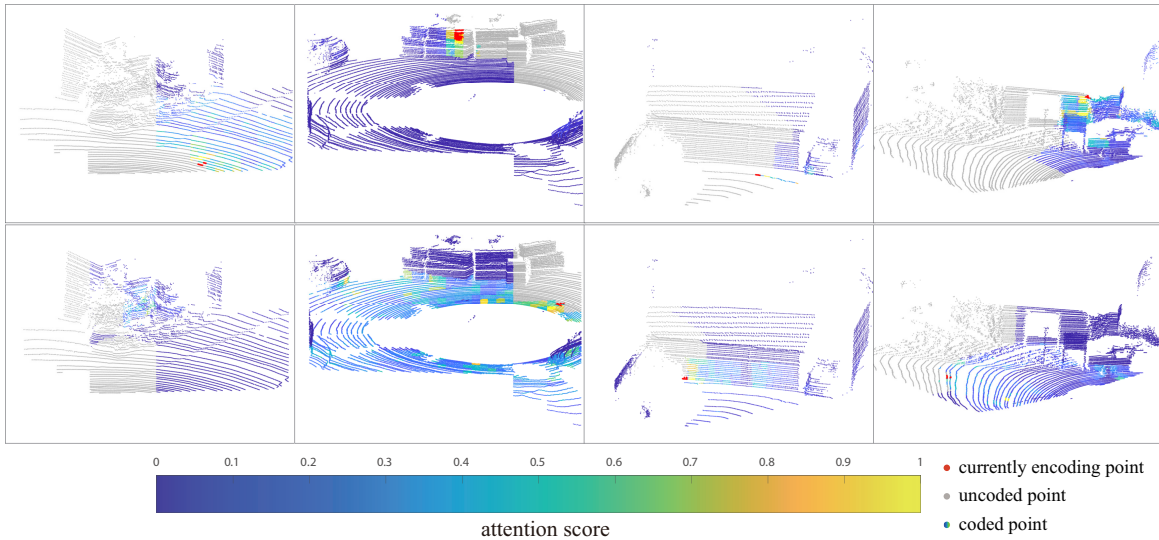 0 0.1 0.2 0.3 0.4 0.5 0.6 0.7 0.8 0.9 1
attention score
currently encoding point
uncoded point
coded point